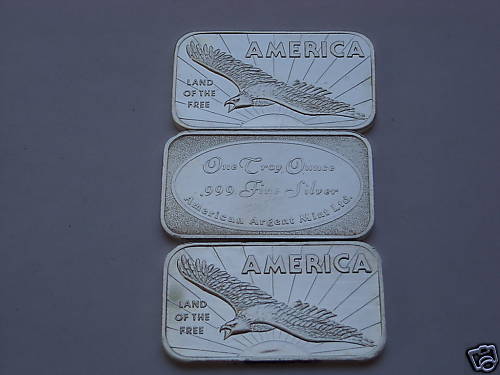 AMERICA
LAND
OF THE
FREE
One Troy Ounce
.999 Fine Silver
American Argent Mint Ltd.
AMERICA
LAND
OF THE
FREE